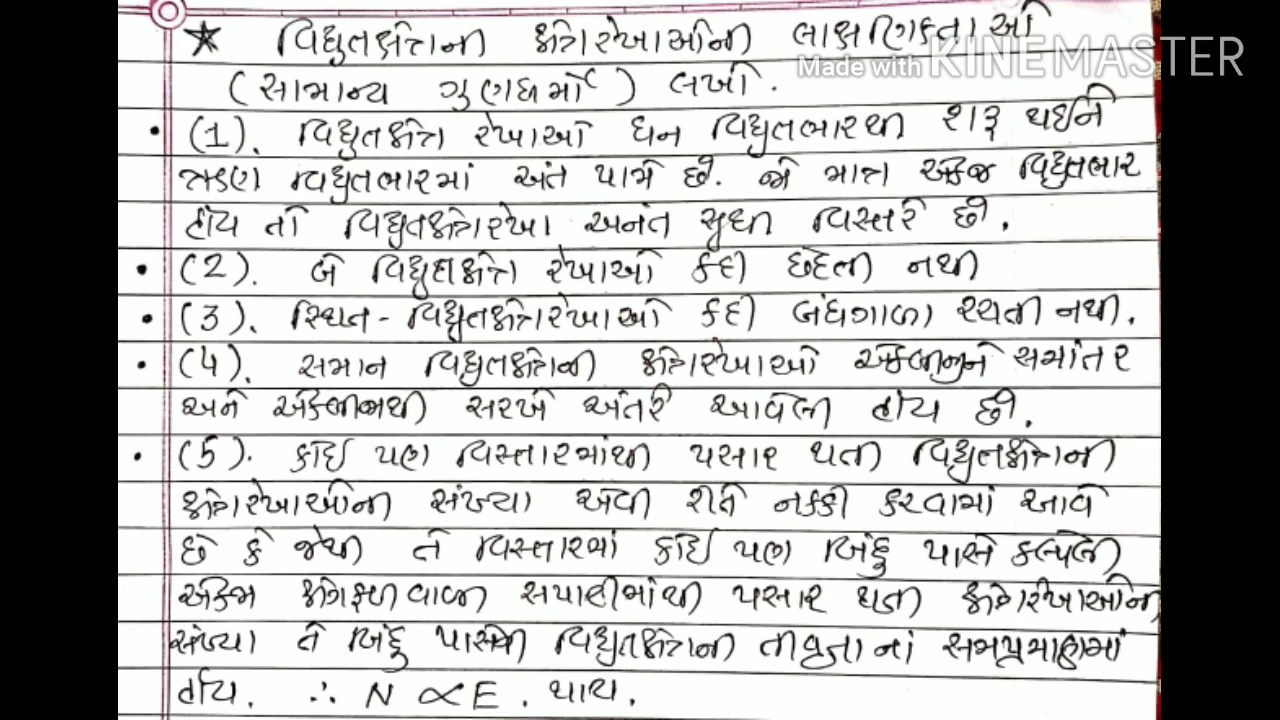 ★ વિદ્યુતક્ષેત્રની ક્ષેત્રરેખાઓની લાક્ષણિકતાઓ
Made with KINEMASTER
(સામાન્ય ગુણધર્મો) લખો.
• (1). વિદ્યુતક્ષેત્ર રેખાઓ ધન વિદ્યુતભારથી શરૂ થઈને
ઋણ વિદ્યુતભારમાં અંત પામે છે. જો માત્ર એકજ વિદ્યુતભાર
હોય તો વિદ્યુતક્ષેત્રરેખા અનંત સુધી વિસ્તરે છે.
• (2). બે વિદ્યુતક્ષેત્ર રેખાઓ કદી છેદતી નથી
• (3). સ્થિત - વિદ્યુતક્ષેત્રરેખાઓ કદી બંધગાળા રચતી નથી.
• (4). સમાન વિદ્યુતક્ષેત્રની ક્ષેત્રરેખાઓ એકબીજીને સમાંતર
અને એકબીજાથી સરખે અંતરે આવેલી હોય છે.
• (5). કોઈ પણ વિસ્તારમાંથી પસાર થતી વિદ્યુતક્ષેત્રની
ક્ષેત્રરેખાઓની સંખ્યા એવી રીતે નક્કી કરવામાં આવે
છે કે જેથી તે વિસ્તારમાં કોઈ પણ બિંદુ પાસે કલ્પેલી
એકમ ક્ષેત્રફળવાળી સપાટીમાંથી પસાર થતી ક્ષેત્રરેખાઓની
સંખ્યા તે બિંદુ પાસેની વિદ્યુતક્ષેત્રની તીવ્રતાનાં સમપ્રમાણમાં
હોય. ∴ N ∝ E . થાય.